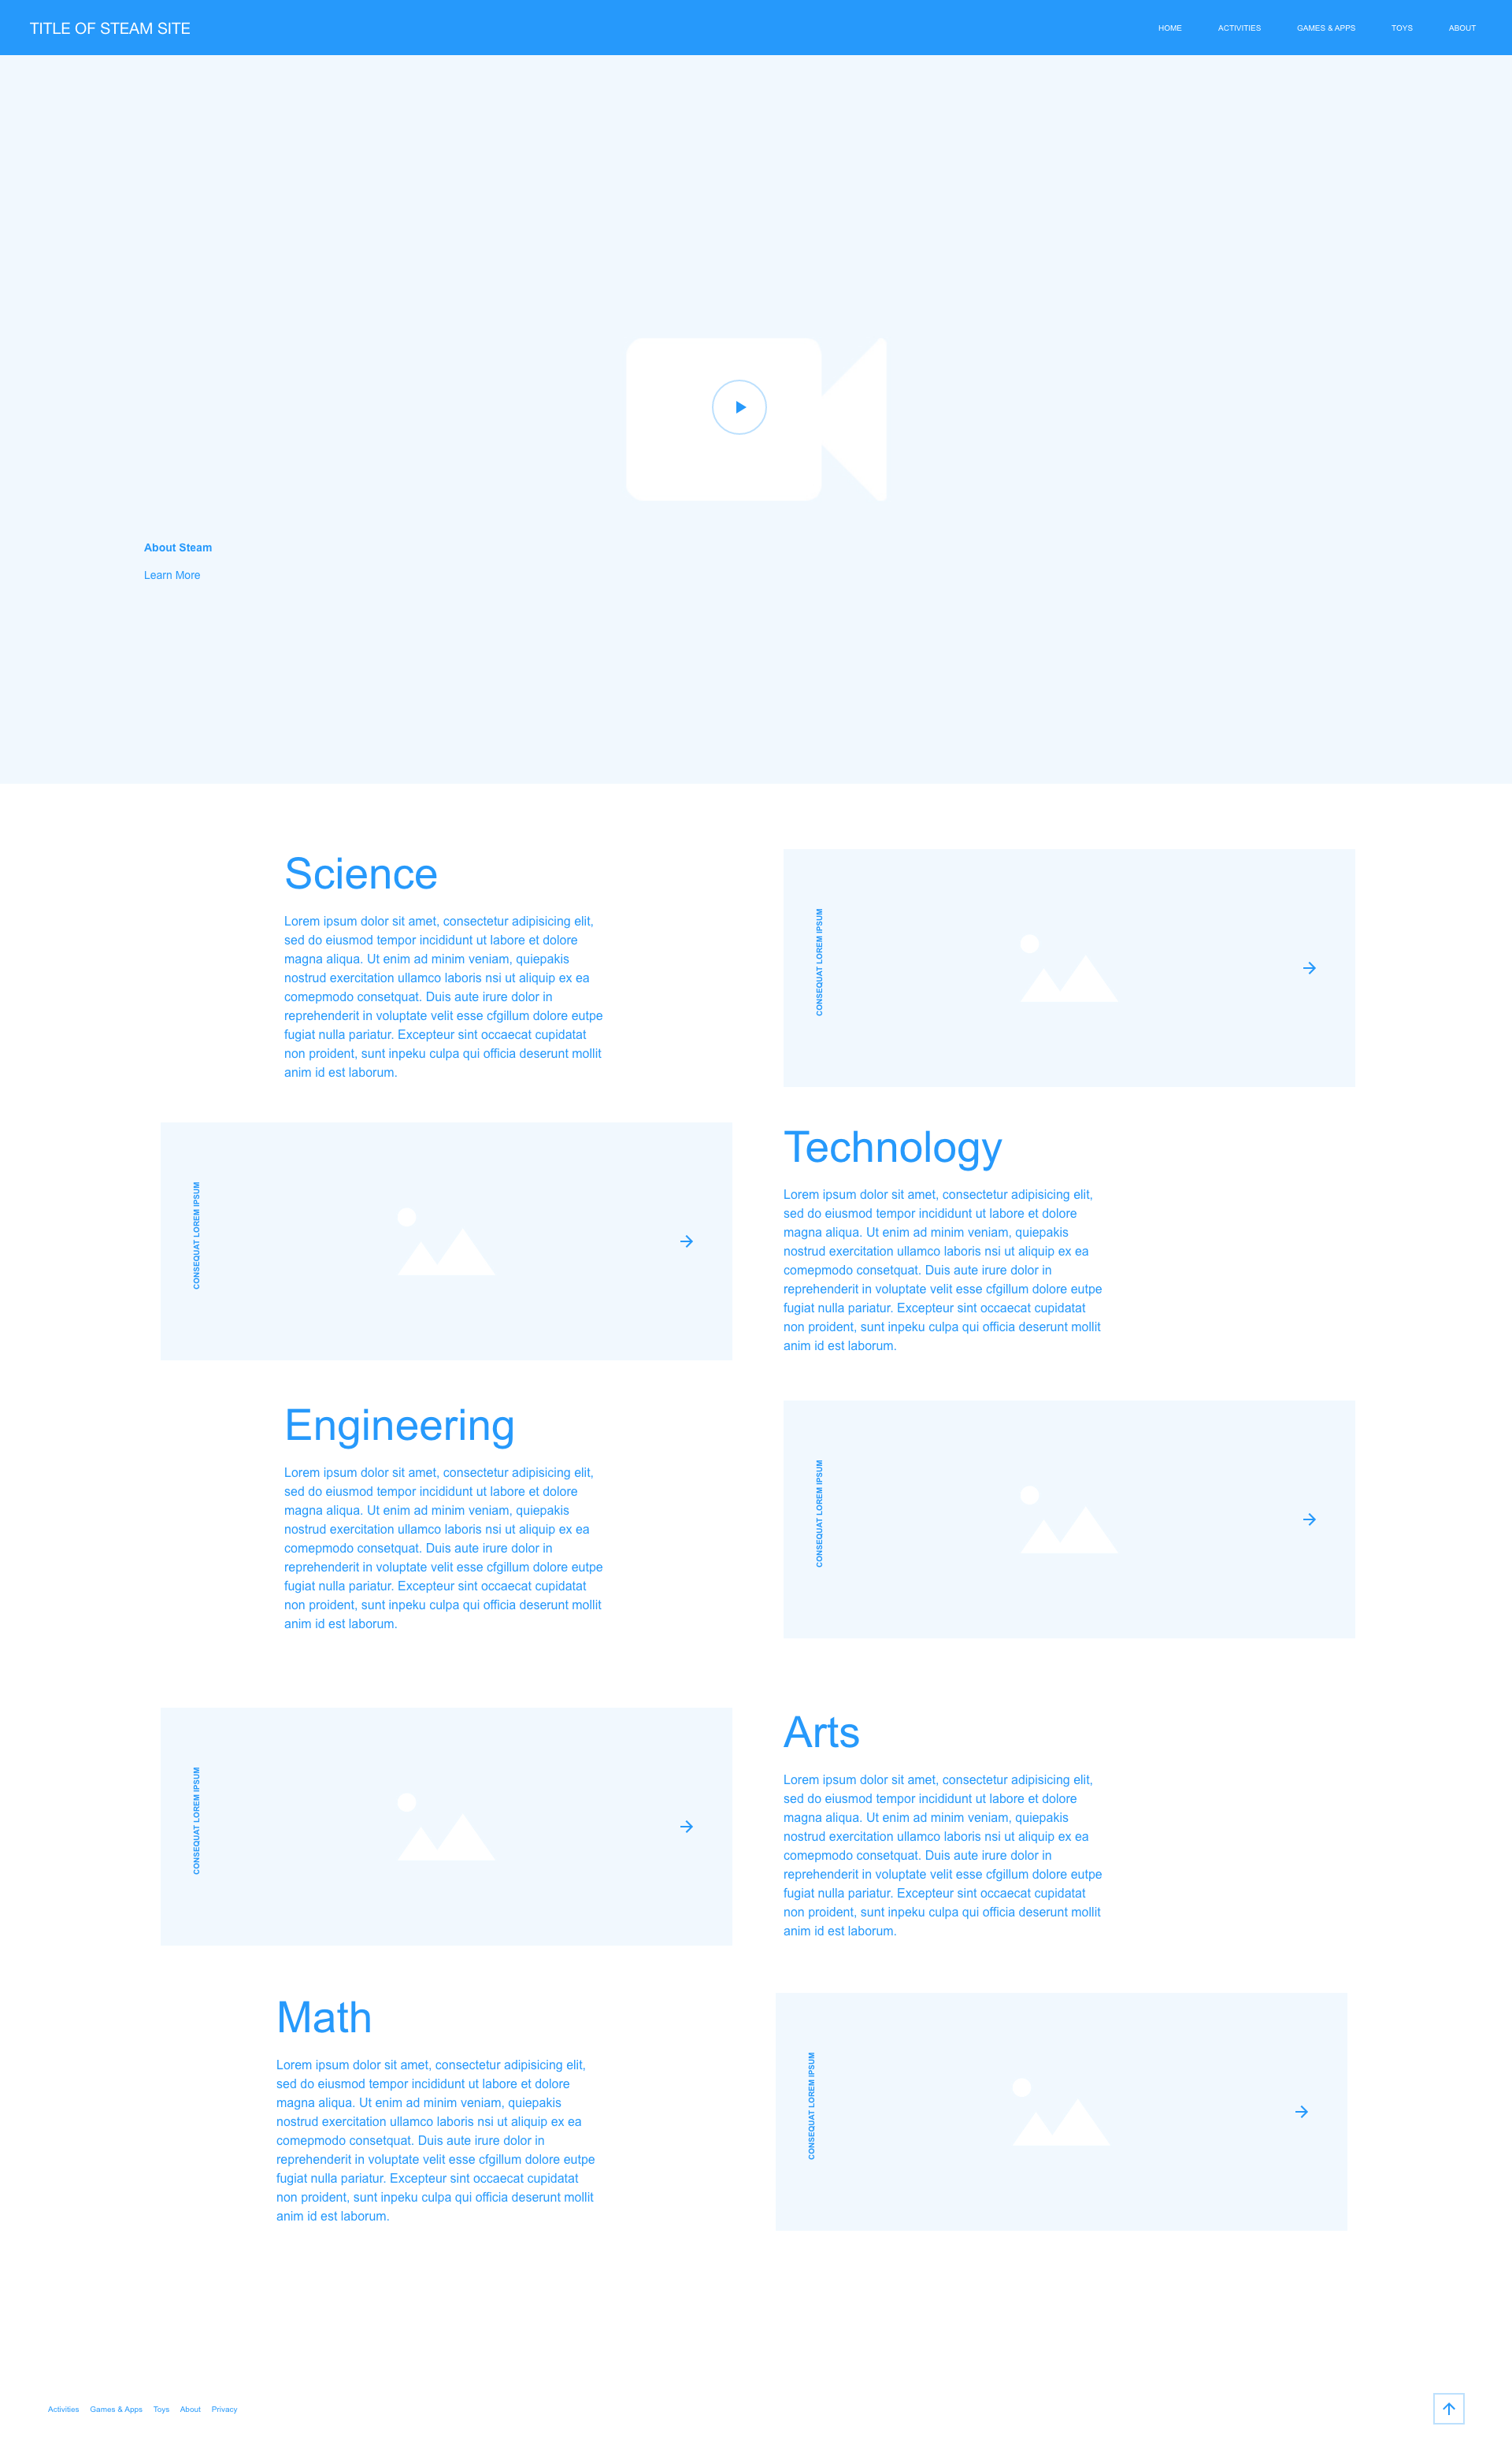 TITLE OF STEAM SITE
HOME ACTIVITIES GAMES & APPS TOYS ABOUT
About Steam
Learn More
Science
Lorem ipsum dolor sit amet, consectetur adipisicing elit,
sed do eiusmod tempor incididunt ut labore et dolore
magna aliqua. Ut enim ad minim veniam, quiepakis
nostrud exercitation ullamco laboris nsi ut aliquip ex ea
comepmodo consetquat. Duis aute irure dolor in
reprehenderit in voluptate velit esse cfgillum dolore eutpe
fugiat nulla pariatur. Excepteur sint occaecat cupidatat
non proident, sunt inpeku culpa qui officia deserunt mollit
anim id est laborum.
CONSEQUAT LOREM IPSUM
CONSEQUAT LOREM IPSUM
Technology
Lorem ipsum dolor sit amet, consectetur adipisicing elit,
sed do eiusmod tempor incididunt ut labore et dolore
magna aliqua. Ut enim ad minim veniam, quiepakis
nostrud exercitation ullamco laboris nsi ut aliquip ex ea
comepmodo consetquat. Duis aute irure dolor in
reprehenderit in voluptate velit esse cfgillum dolore eutpe
fugiat nulla pariatur. Excepteur sint occaecat cupidatat
non proident, sunt inpeku culpa qui officia deserunt mollit
anim id est laborum.
Engineering
Lorem ipsum dolor sit amet, consectetur adipisicing elit,
sed do eiusmod tempor incididunt ut labore et dolore
magna aliqua. Ut enim ad minim veniam, quiepakis
nostrud exercitation ullamco laboris nsi ut aliquip ex ea
comepmodo consetquat. Duis aute irure dolor in
reprehenderit in voluptate velit esse cfgillum dolore eutpe
fugiat nulla pariatur. Excepteur sint occaecat cupidatat
non proident, sunt inpeku culpa qui officia deserunt mollit
anim id est laborum.
CONSEQUAT LOREM IPSUM
CONSEQUAT LOREM IPSUM
Arts
Lorem ipsum dolor sit amet, consectetur adipisicing elit,
sed do eiusmod tempor incididunt ut labore et dolore
magna aliqua. Ut enim ad minim veniam, quiepakis
nostrud exercitation ullamco laboris nsi ut aliquip ex ea
comepmodo consetquat. Duis aute irure dolor in
reprehenderit in voluptate velit esse cfgillum dolore eutpe
fugiat nulla pariatur. Excepteur sint occaecat cupidatat
non proident, sunt inpeku culpa qui officia deserunt mollit
anim id est laborum.
Math
Lorem ipsum dolor sit amet, consectetur adipisicing elit,
sed do eiusmod tempor incididunt ut labore et dolore
magna aliqua. Ut enim ad minim veniam, quiepakis
nostrud exercitation ullamco laboris nsi ut aliquip ex ea
comepmodo consetquat. Duis aute irure dolor in
reprehenderit in voluptate velit esse cfgillum dolore eutpe
fugiat nulla pariatur. Excepteur sint occaecat cupidatat
non proident, sunt inpeku culpa qui officia deserunt mollit
anim id est laborum.
CONSEQUAT LOREM IPSUM
Activities Games & Apps Toys About Privacy